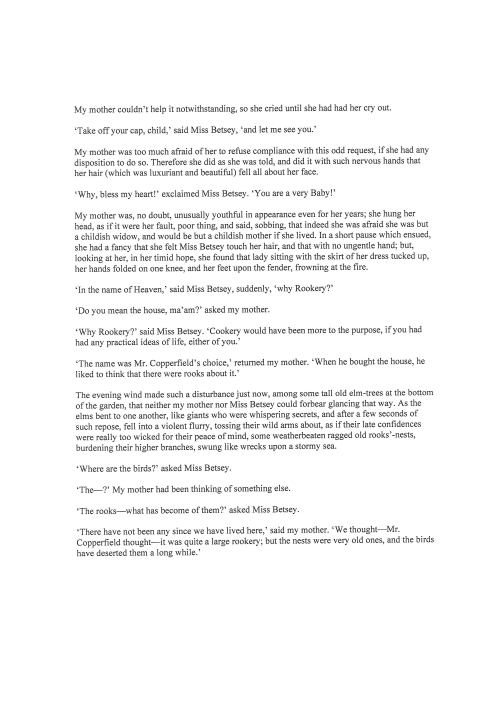 My mother couldn't help it notwithstanding, so she cried until she had had her cry out.
‘Take off your cap, child,’ said Miss Betsey, ‘and let me see you.’
My mother was too much afraid of her to refuse compliance with this odd request, if she had any
disposition to do so. Therefore she did as she was told, and did it with such nervous hands that
her hair (which was luxuriant and beautiful) fell all about her face.
‘Why, bless my heart!’ exclaimed Miss Betsey. ‘You are a very Baby!’
My mother was, no doubt, unusually youthful in appearance even for her years; she hung her
head, as if it were her fault, poor thing, and said, sobbing, that indeed she was afraid she was but
a childish widow, and would be but a childish mother if she lived. In a short pause which ensued,
she had a fancy that she felt Miss Betsey touch her hair, and that with no ungentle hand; but,
looking at her, in her timid hope, she found that lady sitting with the skirt of her dress tucked up,
her hands folded on one knee, and her feet upon the fender, frowning at the fire.
‘In the name of Heaven,’ said Miss Betsey, suddenly, ‘why Rookery?’
‘Do you mean the house, ma'am?’ asked my mother.
‘Why Rookery?’ said Miss Betsey. ‘Cookery would have been more to the purpose, if you had
had any practical ideas of life, either of you.’
‘The name was Mr. Copperfield's choice,’ returned my mother. ‘When he bought the house, he
liked to think that there were rooks about it.’
The evening wind made such a disturbance just now, among some tall old elm-trees at the bottom
of the garden, that neither my mother nor Miss Betsey could forbear glancing that way. As the
elms bent to one another, like giants who were whispering secrets, and after a few seconds of
such repose, fell into a violent flurry, tossing their wild arms about, as if their late confidences
were really too wicked for their peace of mind, some weatherbeaten ragged old rooks'-nests,
burdening their higher branches, swung like wrecks upon a stormy sea.
‘Where are the birds?’ asked Miss Betsey.
‘The—?’ My mother had been thinking of something else.
‘The rooks—what has become of them?’ asked Miss Betsey.
‘There have not been any since we have lived here,’ said my mother. ‘We thought—Mr.
Copperfield thought—it was quite a large rookery; but the nests were very old ones, and the birds
have deserted them a long while.’